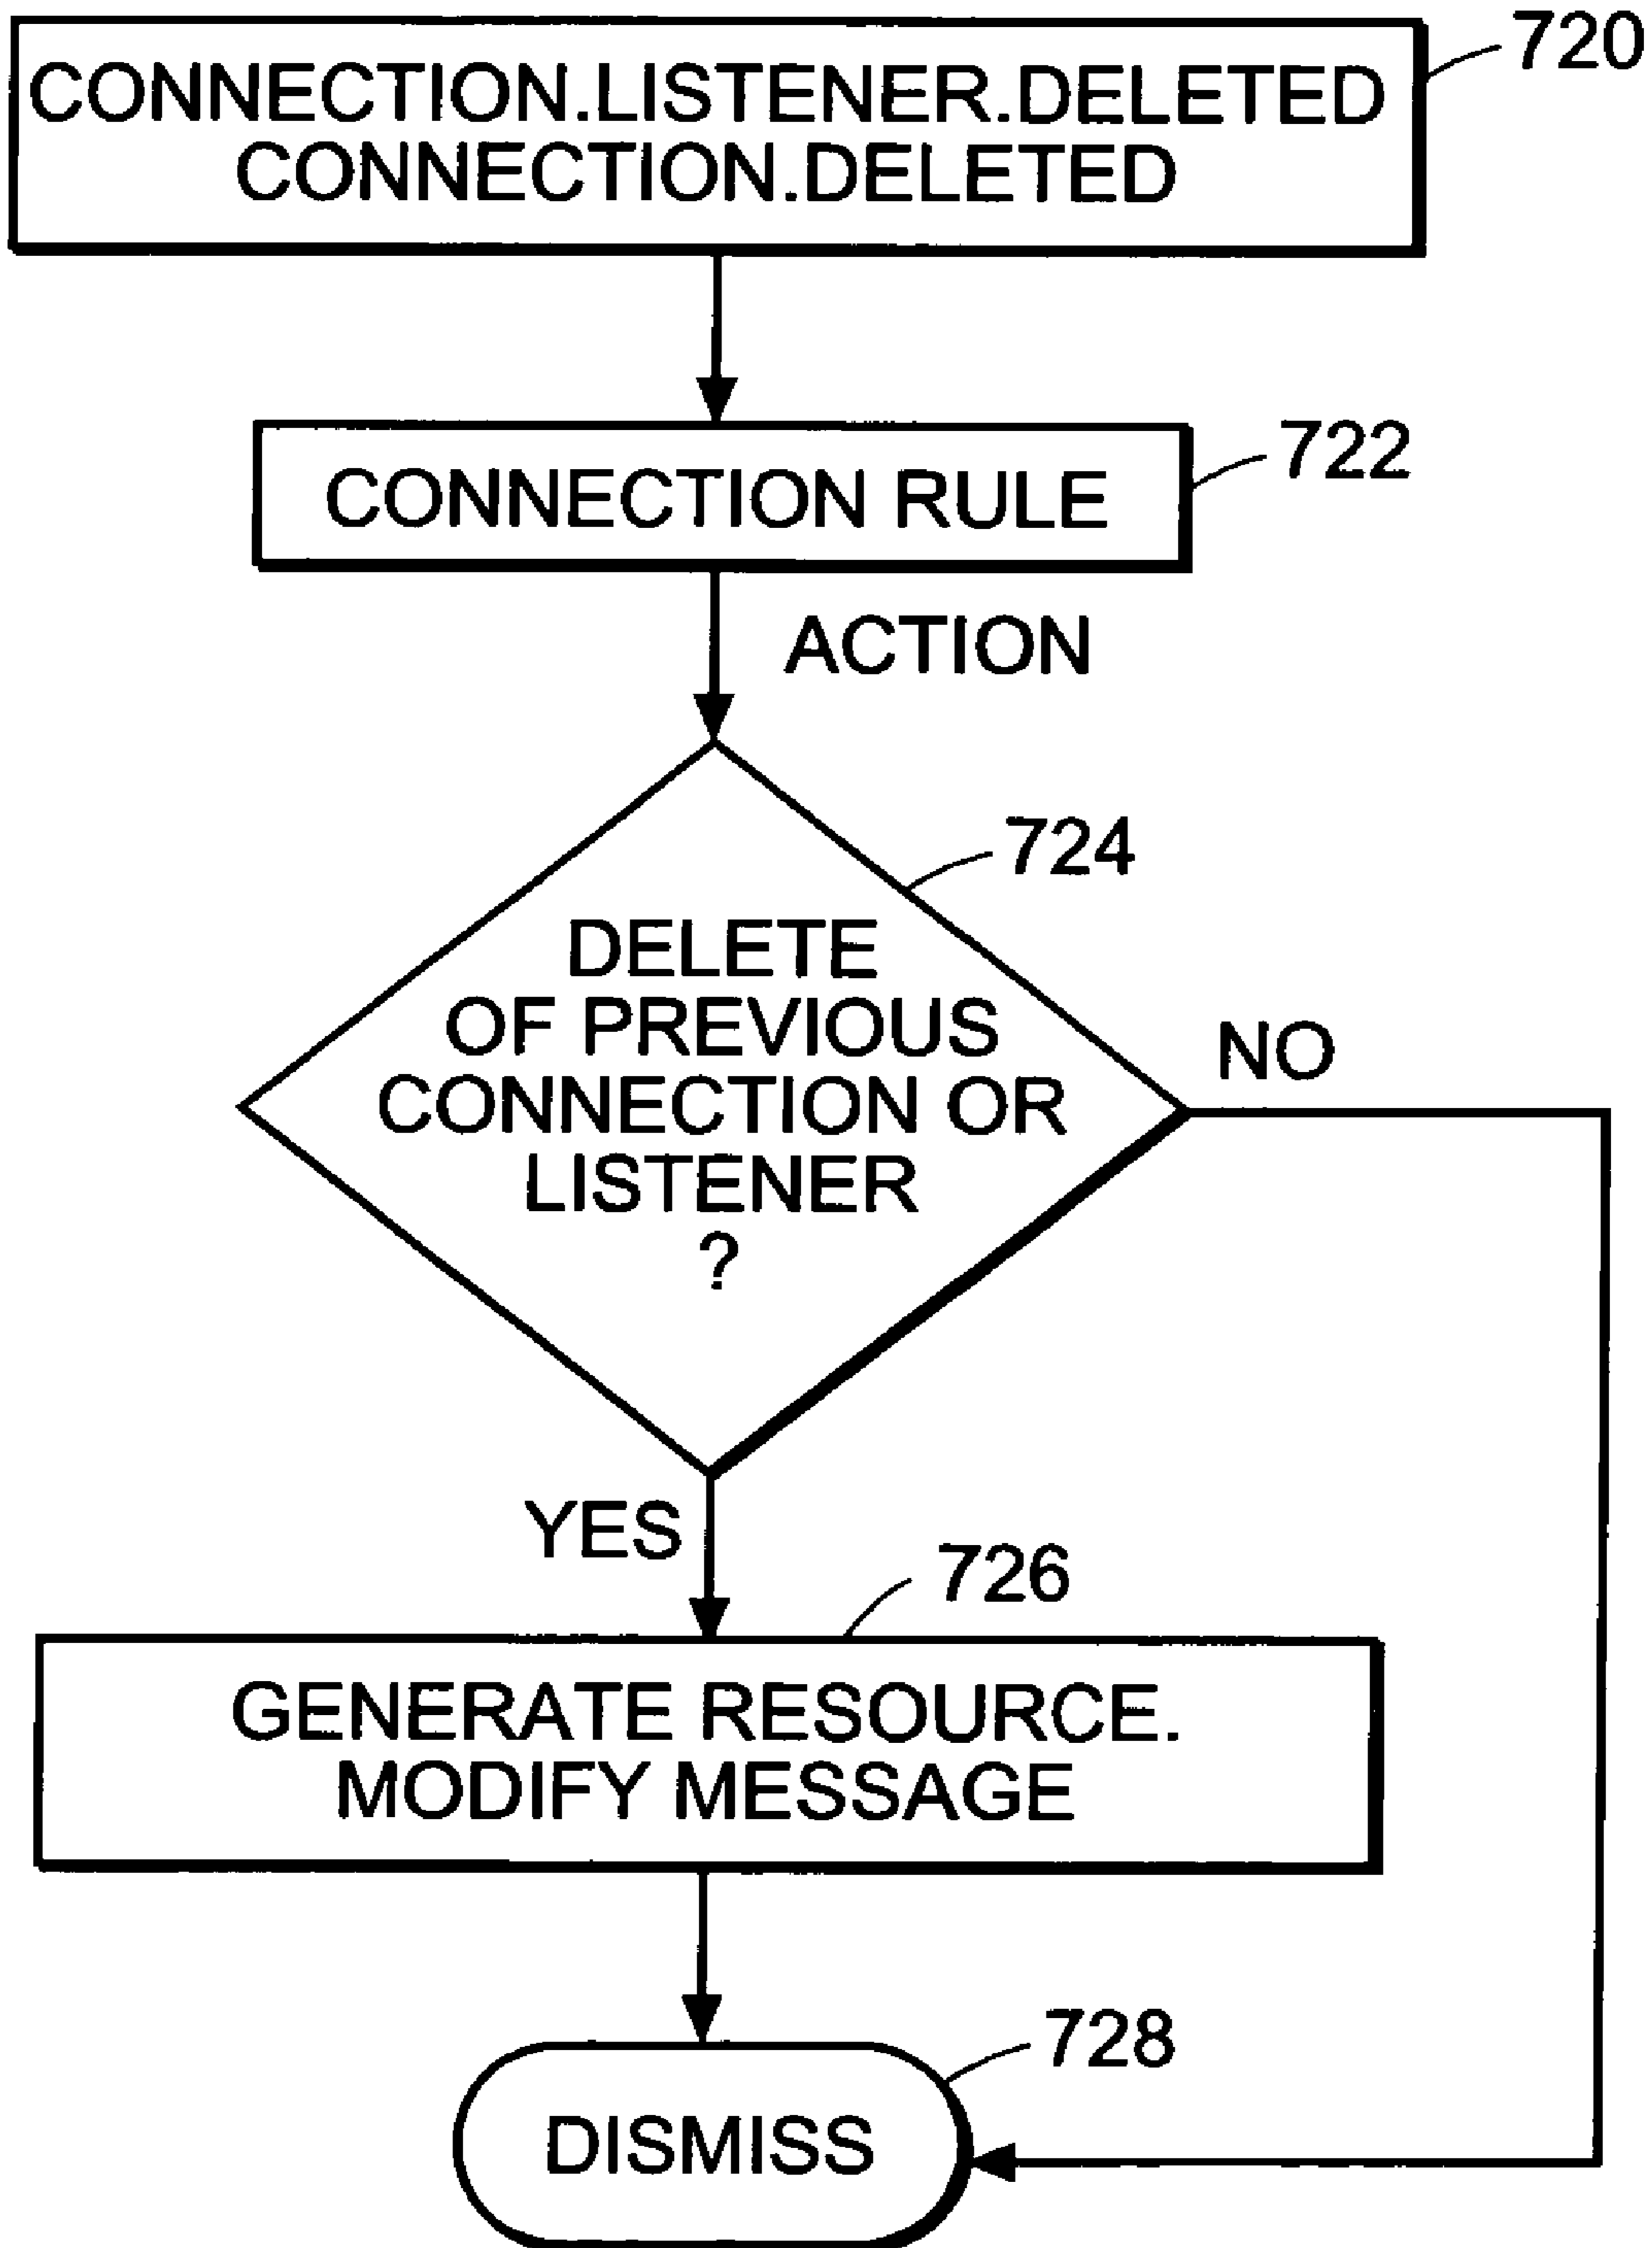 720
CONNECTION.LISTENER.DELETED
CONNECTION.DELETED
722
CONNECTION RULE
ACTION
724
DELETE
OF PREVIOUS
CONNECTION OR
LISTENER
?
NO
YES
726
GENERATE RESOURCE.
MODIFY MESSAGE
728
DISMISS